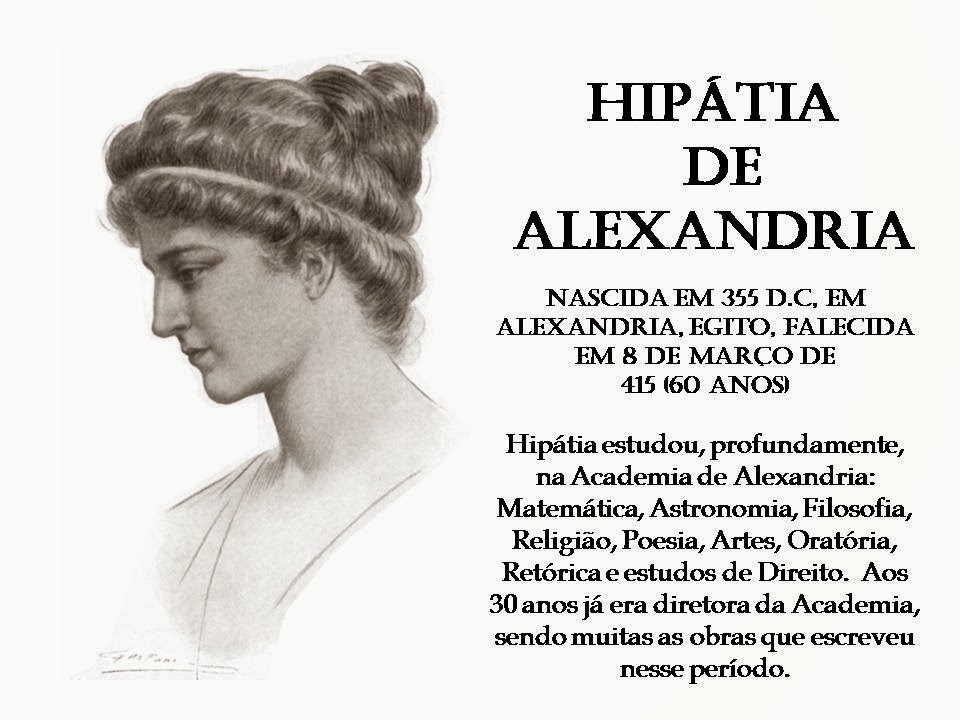 HIPÁTIA
DE
ALEXANDRIA
NASCIDA EM 355 D.C, EM
ALEXANDRIA, EGITO, FALECIDA
EM 8 DE MARÇO DE
415 (60 ANOS)
Hipátia estudou, profundamente,
na Academia de Alexandria:
Matemática, Astronomia, Filosofia,
Religião, Poesia, Artes, Oratória,
Retórica e estudos de Direito. Aos
30 anos já era diretora da Academia,
sendo muitas as obras que escreveu
nesse período.